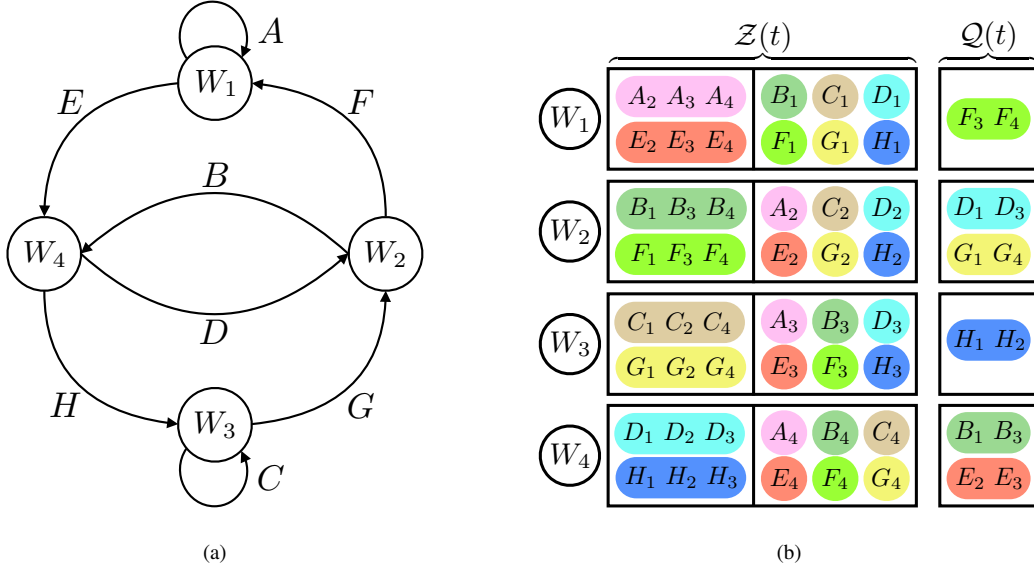 A
W₁
E
F
B
W₄
W₂
D
H
G
W₃
C
(a)
𝒵(t) 𝒬(t)
W₁ A₂ A₃ A₄ B₁ C₁ D₁ F₃ F₄
E₂ E₃ E₄ F₁ G₁ H₁
W₂ B₁ B₃ B₄ A₂ C₂ D₂ D₁ D₃
F₁ F₃ F₄ E₂ G₂ H₂ G₁ G₄
W₃ C₁ C₂ C₄ A₃ B₃ D₃ H₁ H₂
G₁ G₂ G₄ E₃ F₃ H₃
W₄ D₁ D₂ D₃ A₄ B₄ C₄ B₁ B₃
H₁ H₂ H₃ E₄ F₄ G₄ E₂ E₃
(b)